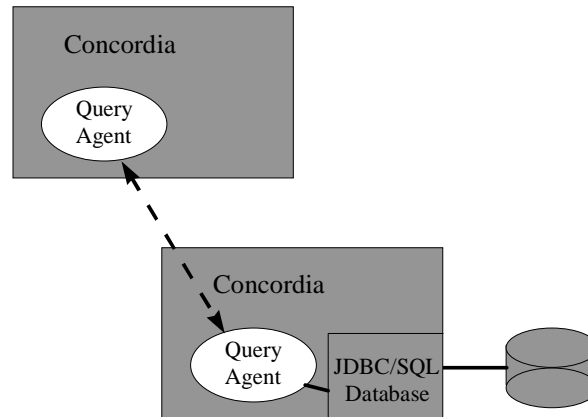 Concordia
Query
Agent
Concordia
Query
Agent
JDBC/SQL
Database